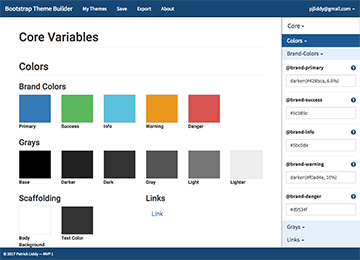 Bootstrap Theme Builder My Themes Save Export About pjliddy@gmail.com
Core Variables
Colors
Brand Colors
Primary Success Info Warning Danger
Grays
Base Darker Dark Gray Light Lighter
Scaffolding
Body Background
Text Color
Links
Link
Core
Colors
Brand-Colors
@brand-primary
darken(#428bca, 6.5%)
@brand-success
#5cb85c
@brand-info
#5bc0de
@brand-warning
darken(#f0ad4e, 10%)
@brand-danger
#d9534f
Grays
Links
© 2017 Patrick Liddy — MVP 1